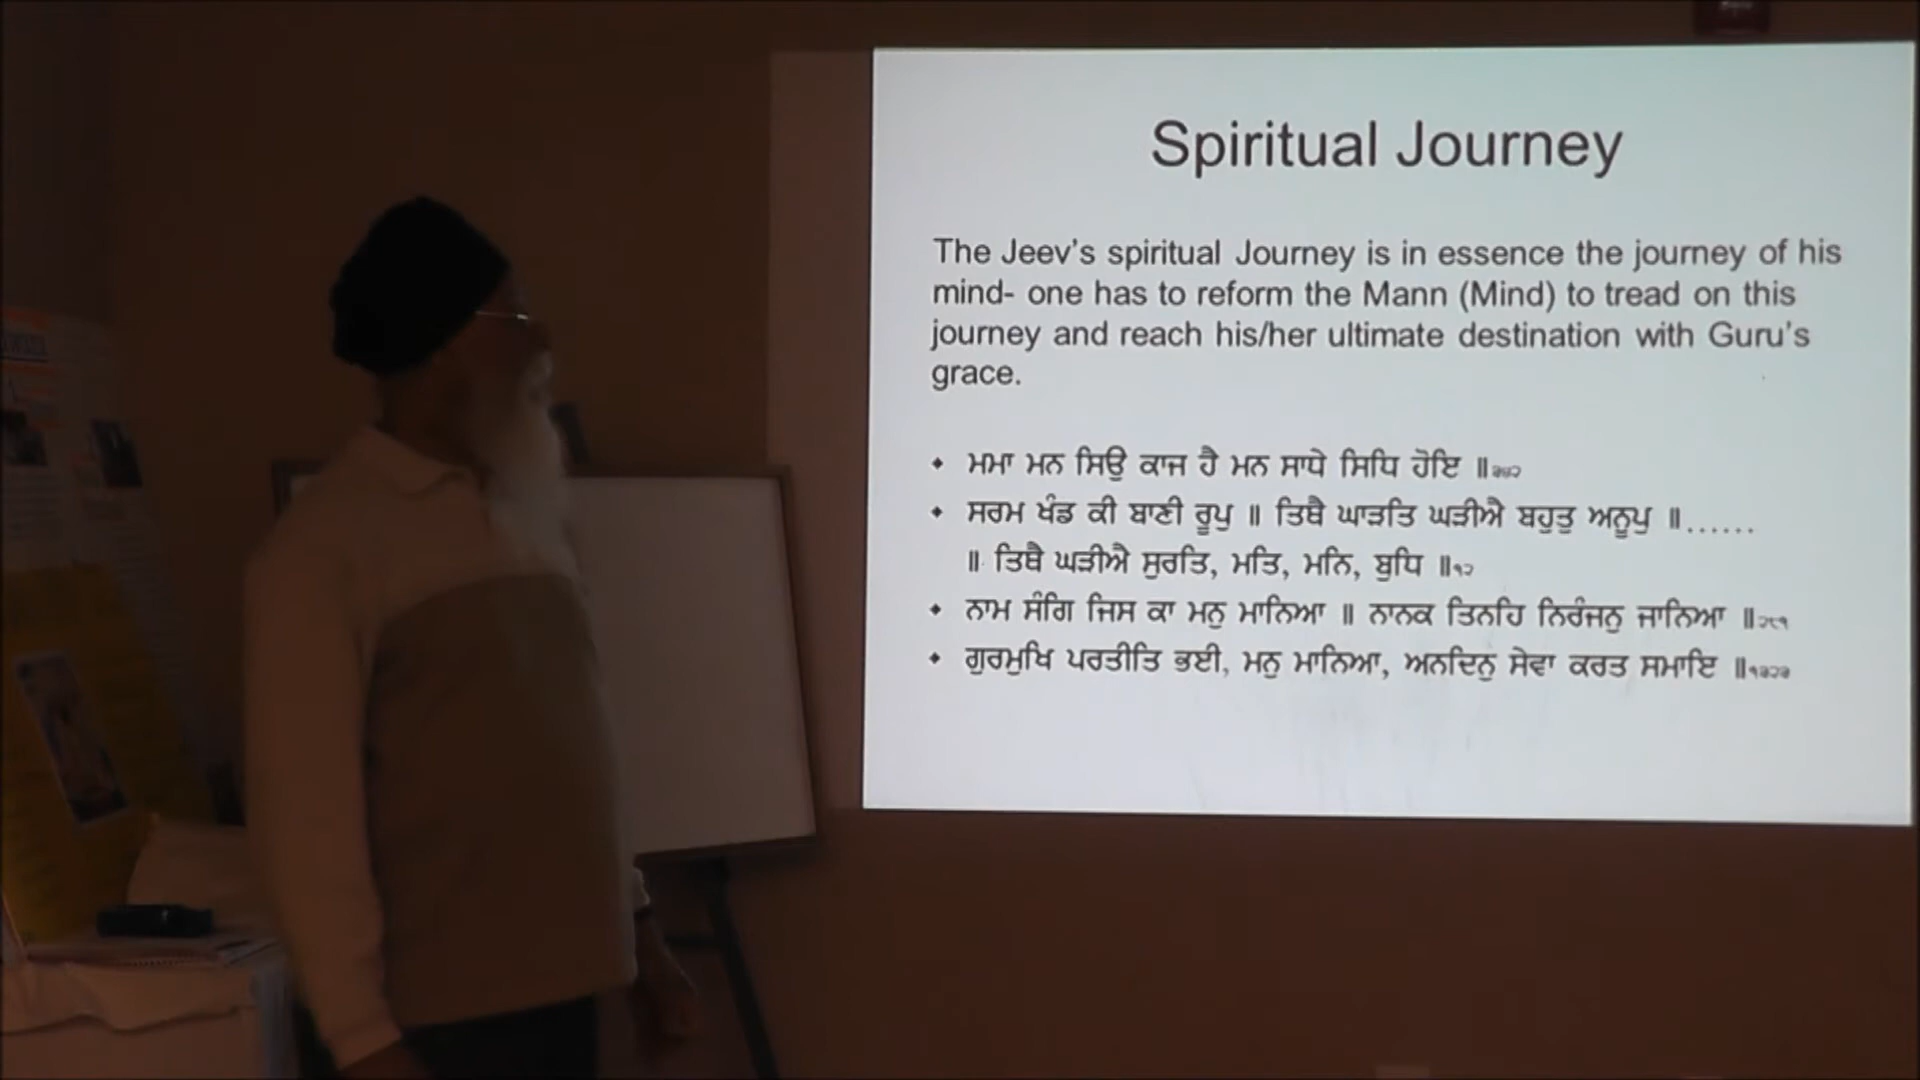 Spiritual Journey
The Jeev's spiritual Journey is in essence the journey of his
mind- one has to reform the Mann (Mind) to tread on this
journey and reach his/her ultimate destination with Guru's
grace.
• ਮਮਾ ਮਨ ਸਿਉ ਕਾਜ ਹੈ ਮਨ ਸਾਧੇ ਸਿਧਿ ਹੋਇ ॥
• ਸਰਮ ਖੰਡ ਕੀ ਬਾਣੀ ਰੂਪੁ ॥ ਤਿਥੈ ਘਾੜਤਿ ਘੜੀਐ ਬਹੁਤੁ ਅਨੂਪੁ ॥......
॥ ਤਿਥੈ ਘੜੀਐ ਸੁਰਤਿ, ਮਤਿ, ਮਨਿ, ਬੁਧਿ ॥
• ਨਾਮ ਸੰਗਿ ਜਿਸ ਕਾ ਮਨੁ ਮਾਨਿਆ ॥ ਨਾਨਕ ਤਿਨਹਿ ਨਿਰੰਜਨੁ ਜਾਨਿਆ ॥੨੮੧
• ਗੁਰਮੁਖਿ ਪਰਤੀਤਿ ਭਈ, ਮਨੁ ਮਾਨਿਆ, ਅਨਦਿਨੁ ਸੇਵਾ ਕਰਤ ਸਮਾਇ ॥